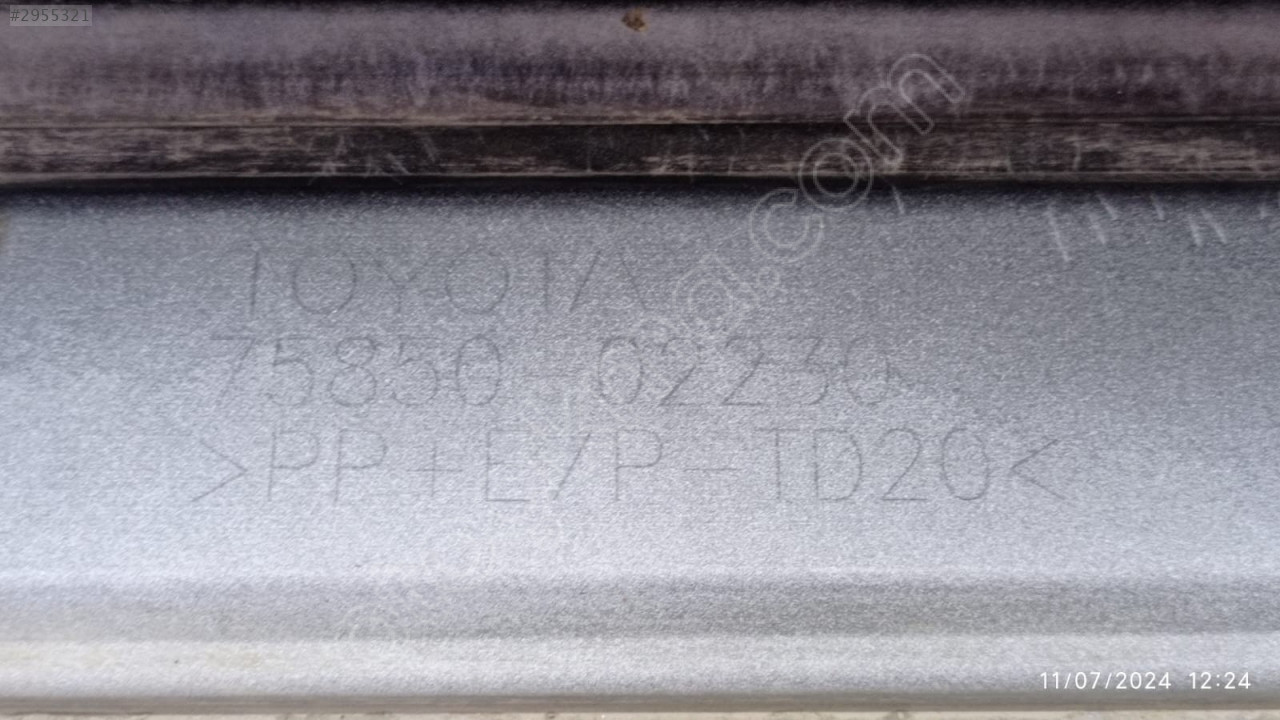 #2955321
TOYOTA
75850-02230
>PP+E/P-TD20<
11/07/2024 12:24